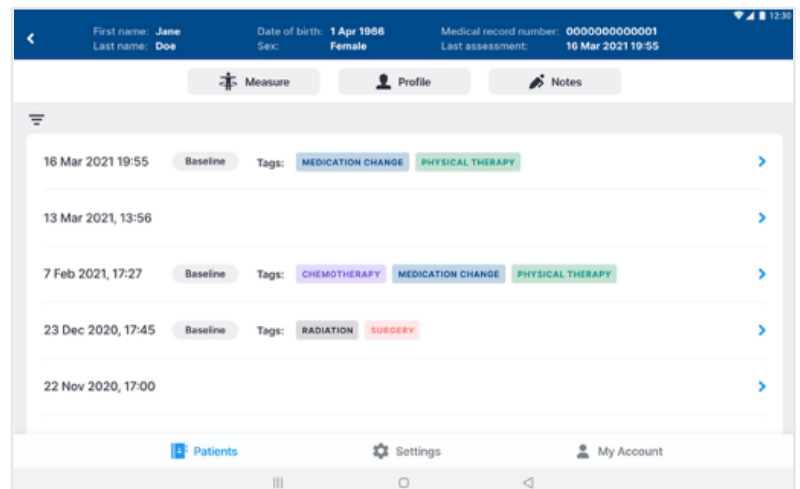 12:30
First name: Jane Date of birth: 1 Apr 1966 Medical record number: 0000000000001
Last name: Doe Sex: Female Last assessment: 16 Mar 2021 19:55
Measure Profile Notes
16 Mar 2021 19:55 Baseline Tags: MEDICATION CHANGE PHYSICAL THERAPY
13 Mar 2021, 13:56
7 Feb 2021, 17:27 Baseline Tags: CHEMOTHERAPY MEDICATION CHANGE PHYSICAL THERAPY
23 Dec 2020, 17:45 Baseline Tags: RADIATION SURGERY
22 Nov 2020, 17:00
Patients Settings My Account